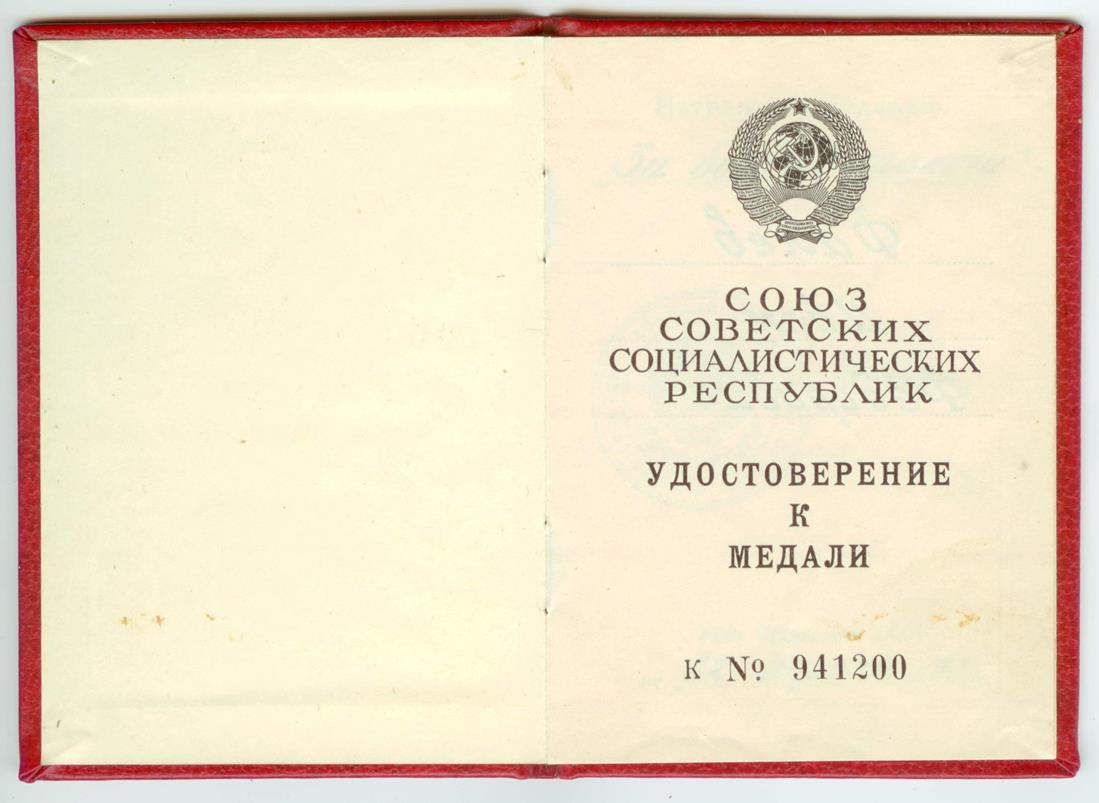 СОЮЗ
СОВЕТСКИХ
СОЦИАЛИСТИЧЕСКИХ
РЕСПУБЛИК
УДОСТОВЕРЕНИЕ
К
МЕДАЛИ
к № 941200